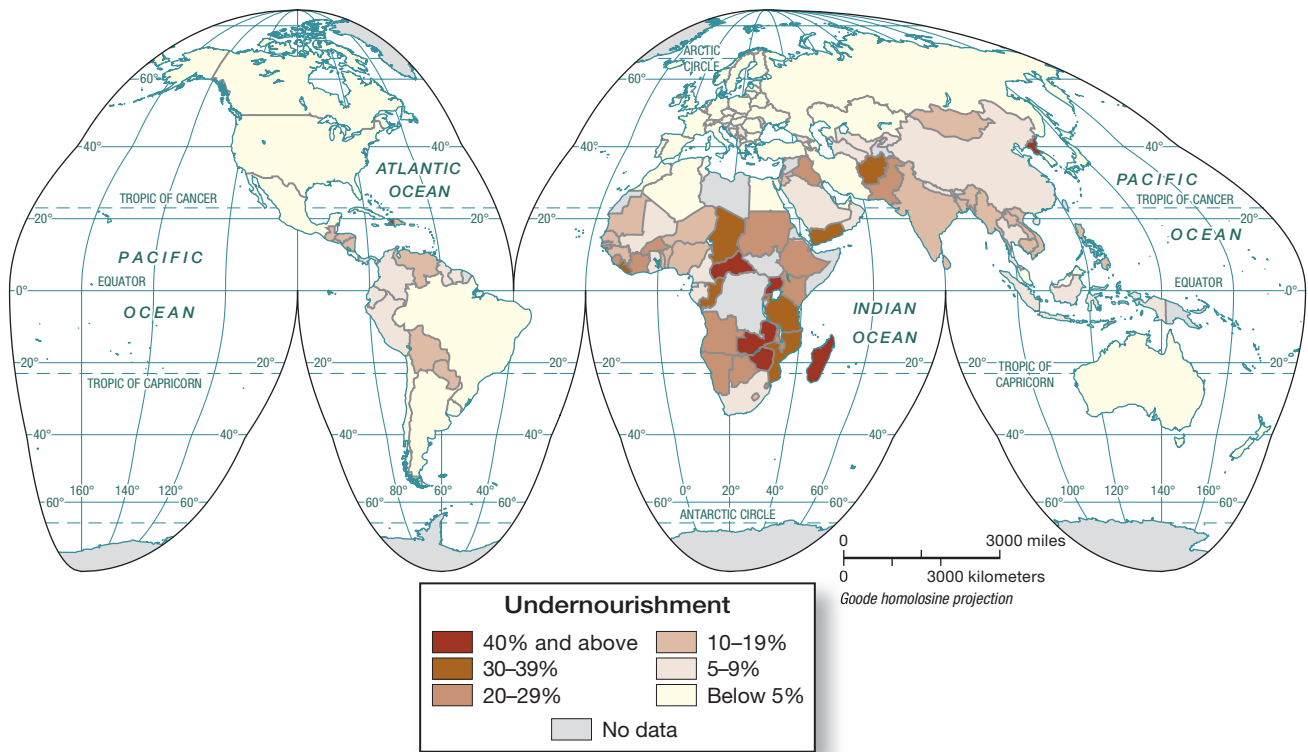 ARCTIC
CIRCLE
60°
60°
60°
60°
40°
40°
40°
40°
ATLANTIC
OCEAN
PACIFIC
TROPIC OF CANCER
TROPIC OF CANCER
20°
20°
20°
20°
OCEAN
PACIFIC
EQUATOR
EQUATOR
0°
0°
0°
0°
OCEAN
INDIAN
OCEAN
20°
20°
20°
20°
20°
20°
TROPIC OF CAPRICORN
TROPIC OF
CAPRICORN
40°
40°
40°
40°
40°
160° 140° 120°
80° 60° 40°
0° 20° 40° 60°
100° 120° 140° 160°
60°
60°
60°
60°
60°
60°
60°
60°
ANTARCTIC CIRCLE
0 3000 miles
0 3000 kilometers
Goode homolosine projection
Undernourishment
40% and above
10–19%
30–39%
5–9%
20–29%
Below 5%
No data